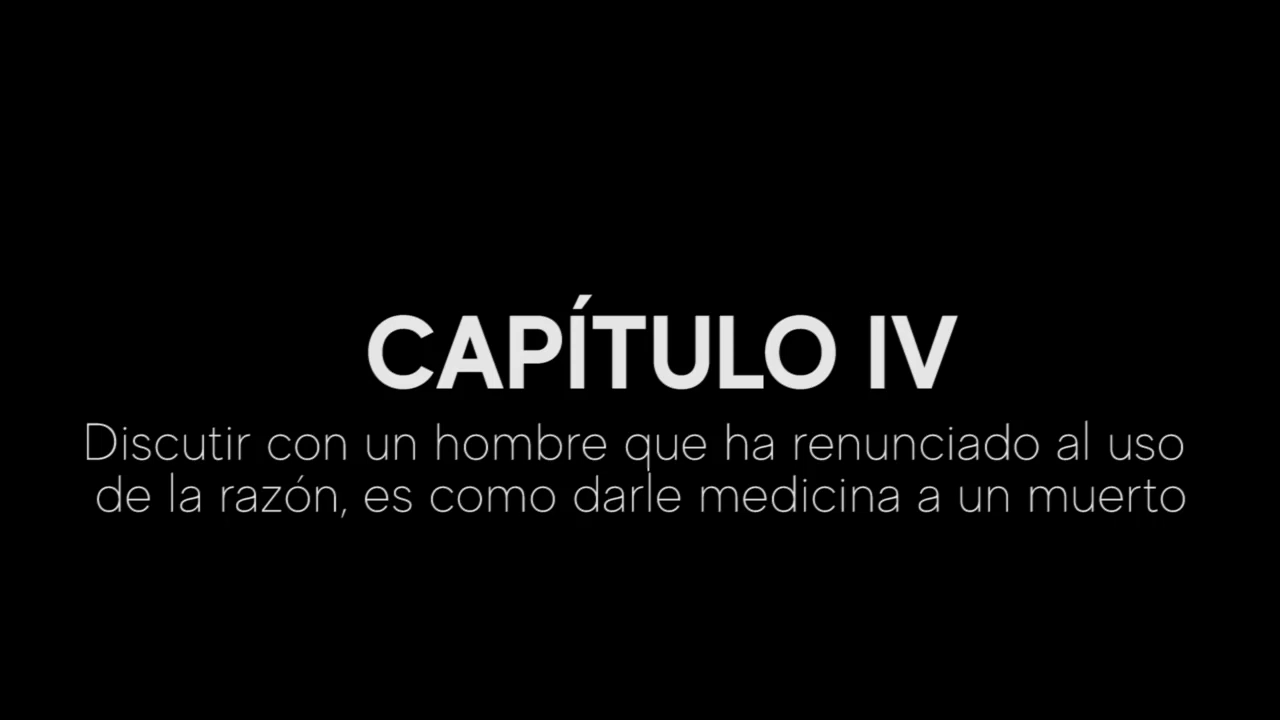 CAPÍTULO IV
Discutir con un hombre que ha renunciado al uso
de la razón, es como darle medicina a un muerto